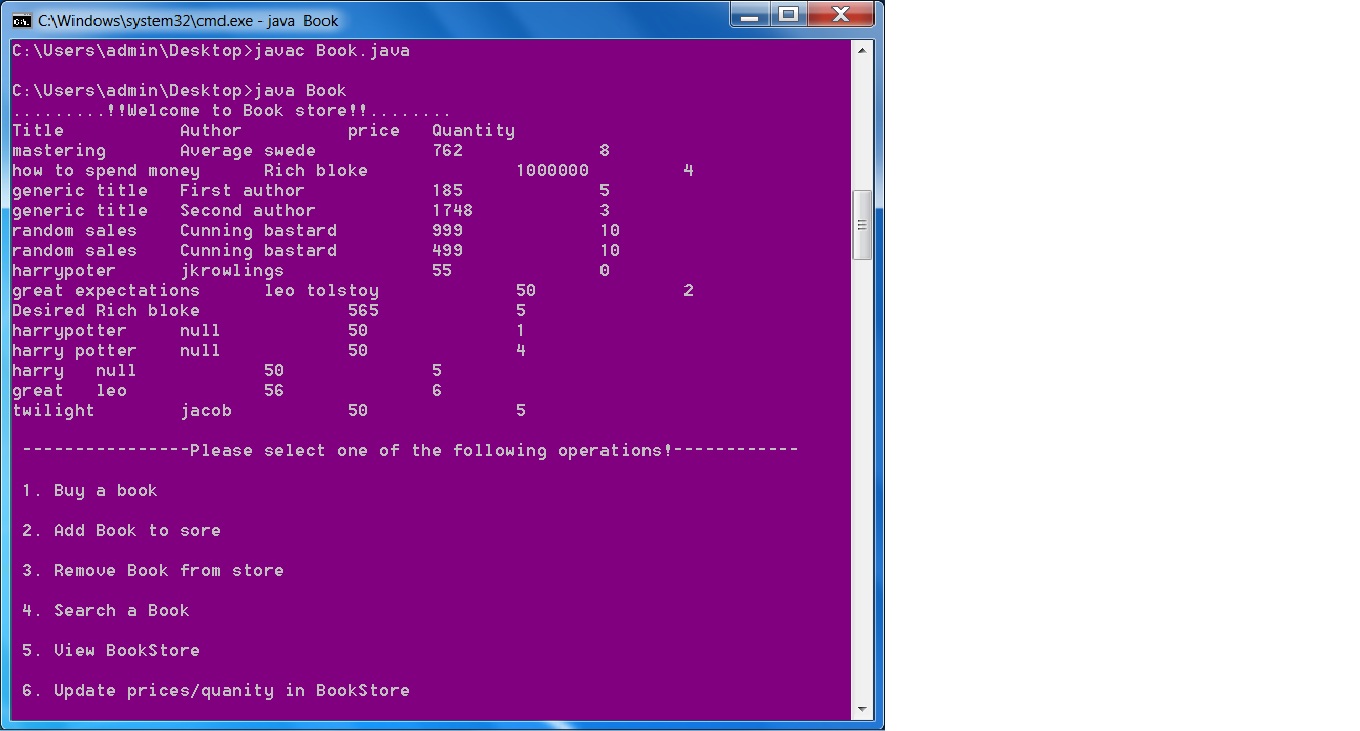 C:\Windows\system32\cmd.exe - java  Book
C:\Users\admin\Desktop>javac Book.java
C:\Users\admin\Desktop>java Book
.........!!Welcome to Book store!!........
Title           Author          price   Quantity
mastering       Average swede           762             8
how to spend money      Rich bloke              1000000         4
generic title   First author            185             5
generic title   Second author           1748            3
random sales    Cunning bastard         999             10
random sales    Cunning bastard         499             10
harrypoter      jkrowlings              55              0
great expectations      leo tolstoy             50              2
Desired Rich bloke              565             5
harrypotter     null            50              1
harry potter    null            50              4
harry   null            50              5
great   leo             56              6
twilight        jacob           50              5
----------------Please select one of the following operations!------------
1. Buy a book
2. Add Book to sore
3. Remove Book from store
4. Search a Book
5. View BookStore
6. Update prices/quanity in BookStore